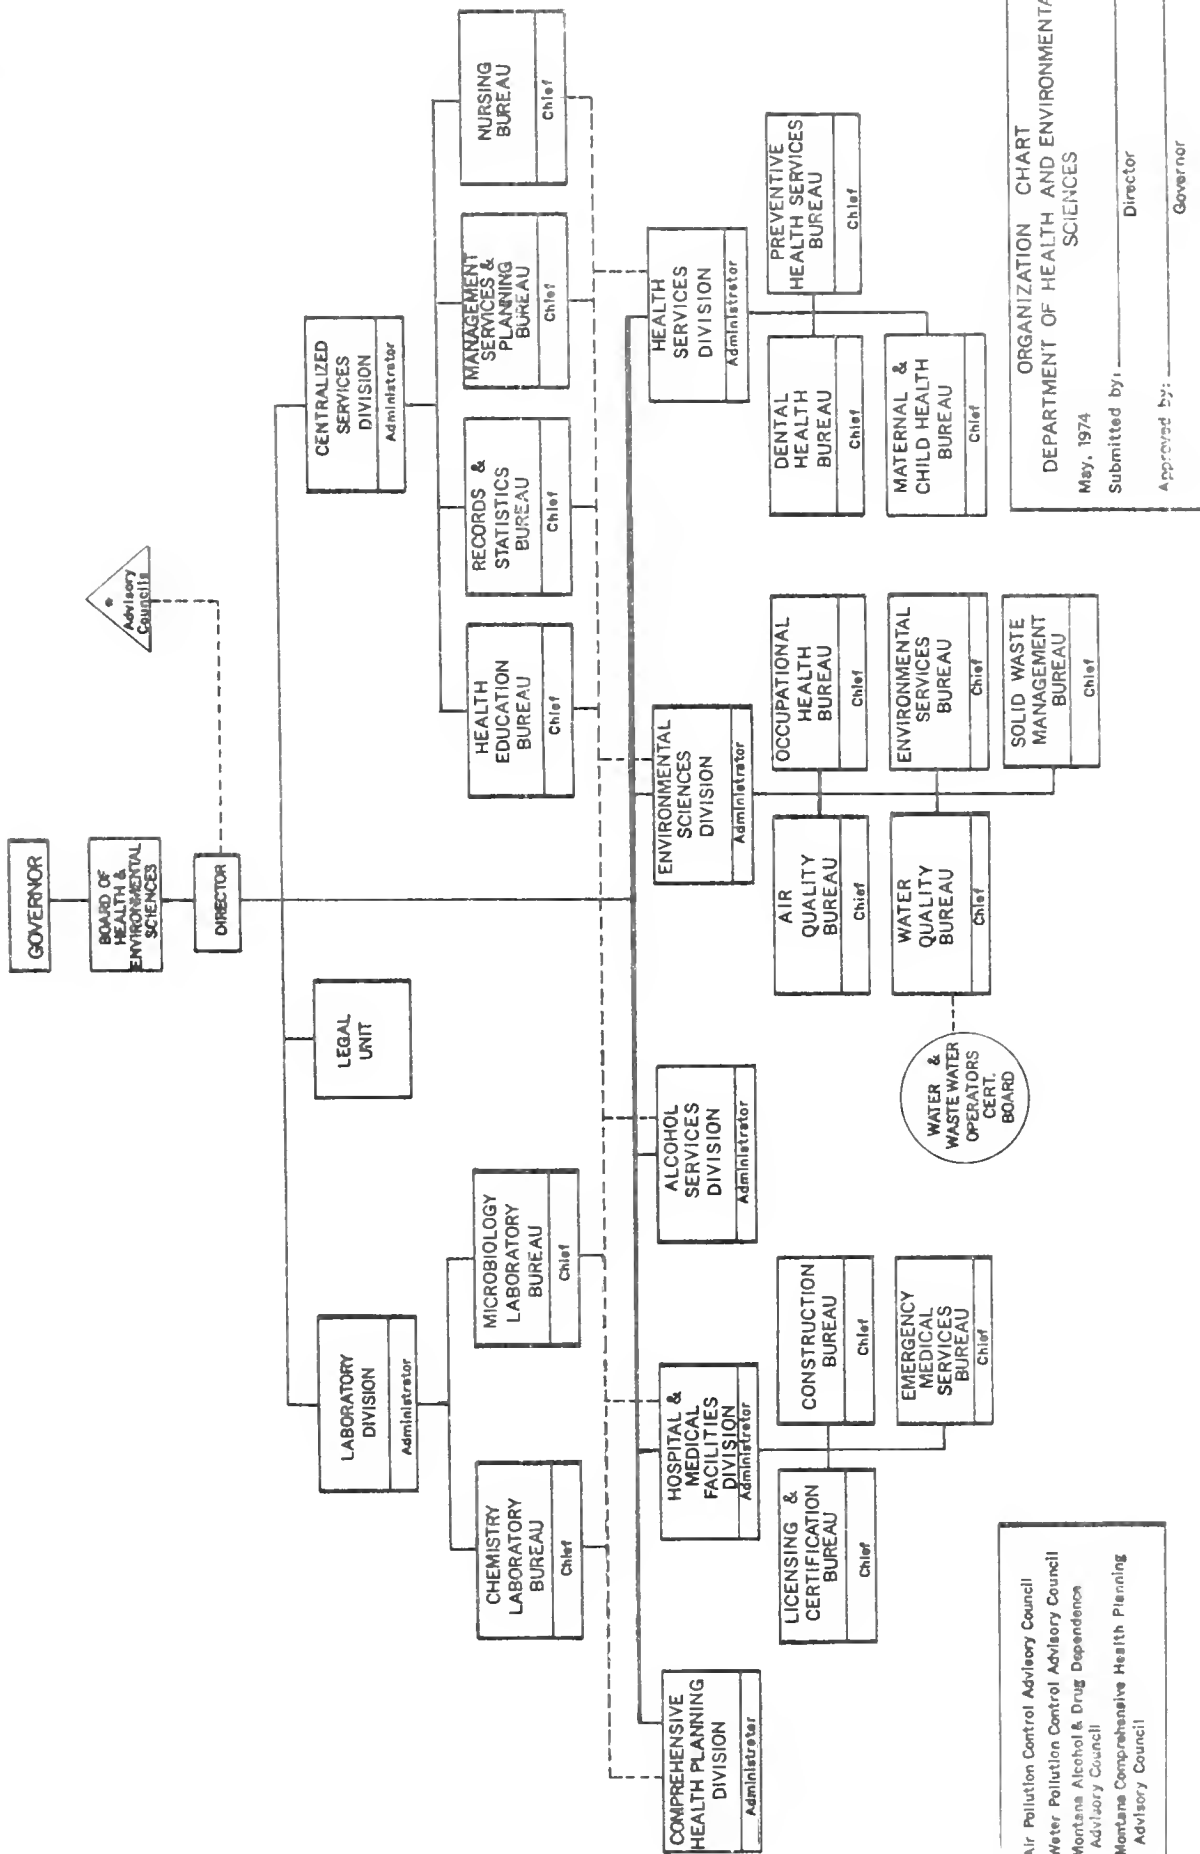 GOVERNOR
BOARD OF
HEALTH &
ENVIRONMENTAL
SCIENCES
DIRECTOR
*
Advisory
Councils
LABORATORY
DIVISION
Administrator
LEGAL
UNIT
CENTRALIZED
SERVICES
DIVISION
Administrator
CHEMISTRY
LABORATORY
BUREAU
Chief
MICROBIOLOGY
LABORATORY
BUREAU
Chief
HEALTH
EDUCATION
BUREAU
Chief
RECORDS &
STATISTICS
BUREAU
Chief
MANAGEMENT
SERVICES &
PLANNING
BUREAU
Chief
NURSING
BUREAU
Chief
COMPREHENSIVE
HEALTH PLANNING
DIVISION
Administrator
HOSPITAL &
MEDICAL
FACILITIES
DIVISION
Administrator
ALCOHOL
SERVICES
DIVISION
Administrator
ENVIRONMENTAL
SCIENCES
DIVISION
Administrator
HEALTH
SERVICES
DIVISION
Administrator
LICENSING &
CERTIFICATION
BUREAU
Chief
CONSTRUCTION
BUREAU
Chief
EMERGENCY
MEDICAL
SERVICES
BUREAU
Chief
AIR
QUALITY
BUREAU
Chief
OCCUPATIONAL
HEALTH
BUREAU
Chief
WATER &
WASTE WATER
OPERATORS
CERT.
BOARD
WATER
QUALITY
BUREAU
Chief
ENVIRONMENTAL
SERVICES
BUREAU
Chief
SOLID WASTE
MANAGEMENT
BUREAU
Chief
DENTAL
HEALTH
BUREAU
Chief
PREVENTIVE
HEALTH SERVICES
BUREAU
Chief
MATERNAL &
CHILD HEALTH
BUREAU
Chief
Air Pollution Control Advisory Council
Water Pollution Control Advisory Council
Montana Alcohol & Drug Dependence
Advisory Council
Montana Comprehensive Health Planning
Advisory Council
ORGANIZATION CHART
DEPARTMENT OF HEALTH AND ENVIRONMENTA
SCIENCES
May, 1974
Submitted by:
Director
Approved by:
Governor